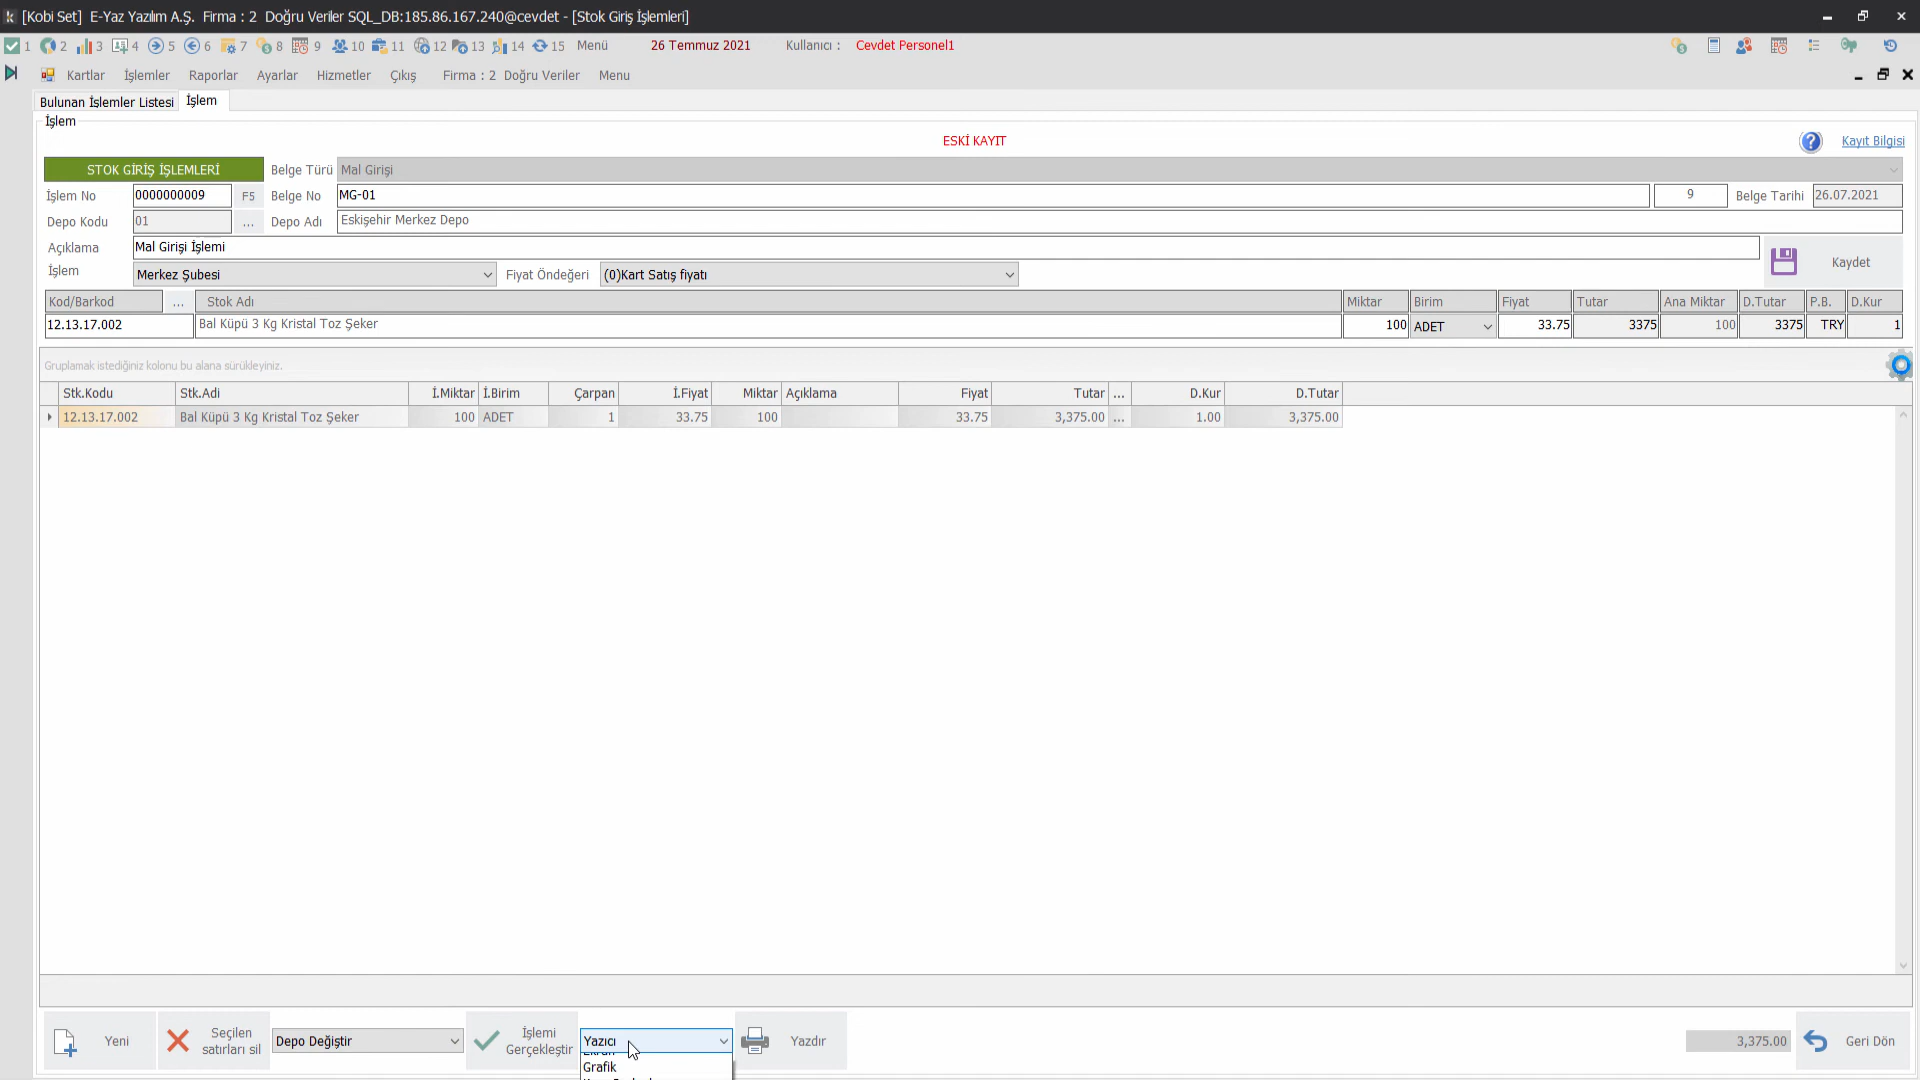 [Kobi Set] E-Yaz Yazılım A.Ş. Firma : 2 Doğru Veriler SQL_DB:185.86.167.240@cevdet - [Stok Giriş İşlemleri]
1 2 3 4 5 6 7 8 9 10 11 12 13 14 15 Menü 26 Temmuz 2021 Kullanıcı : Cevdet Personel1
Kartlar İşlemler Raporlar Ayarlar Hizmetler Çıkış Firma : 2 Doğru Veriler Menu
Bulunan İşlemler Listesi İşlem
İşlem
ESKİ KAYIT
Kayıt Bilgisi
STOK GİRİŞ İŞLEMLERİ Belge Türü Mal Girişi
İşlem No 0000000009 F5 Belge No MG-01 9 Belge Tarihi 26.07.2021
Depo Kodu 01 ... Depo Adı Eskişehir Merkez Depo
Açıklama Mal Girişi İşlemi
Kaydet
İşlem Merkez Şubesi Fiyat Öndeğeri (0)Kart Satış fiyatı
Kod/Barkod ... Stok Adı Miktar Birim Fiyat Tutar Ana Miktar D.Tutar P.B. D.Kur
12.13.17.002 Bal Küpü 3 Kg Kristal Toz Şeker 100 ADET 33.75 3375 100 3375 TRY 1
Gruplamak istediğiniz kolonu bu alana sürükleyiniz.
Stk.Kodu Stk.Adi İ.Miktar İ.Birim Çarpan İ.Fiyat Miktar Açıklama Fiyat Tutar ... D.Kur D.Tutar
12.13.17.002 Bal Küpü 3 Kg Kristal Toz Şeker 100 ADET 1 33.75 100 33.75 3,375.00 ... 1.00 3,375.00
Yeni
Seçilen satırları sil
Depo Değiştir
İşlemi Gerçekleştir
Yazıcı
Yazdır
3,375.00
Geri Dön
Ekran
Grafik